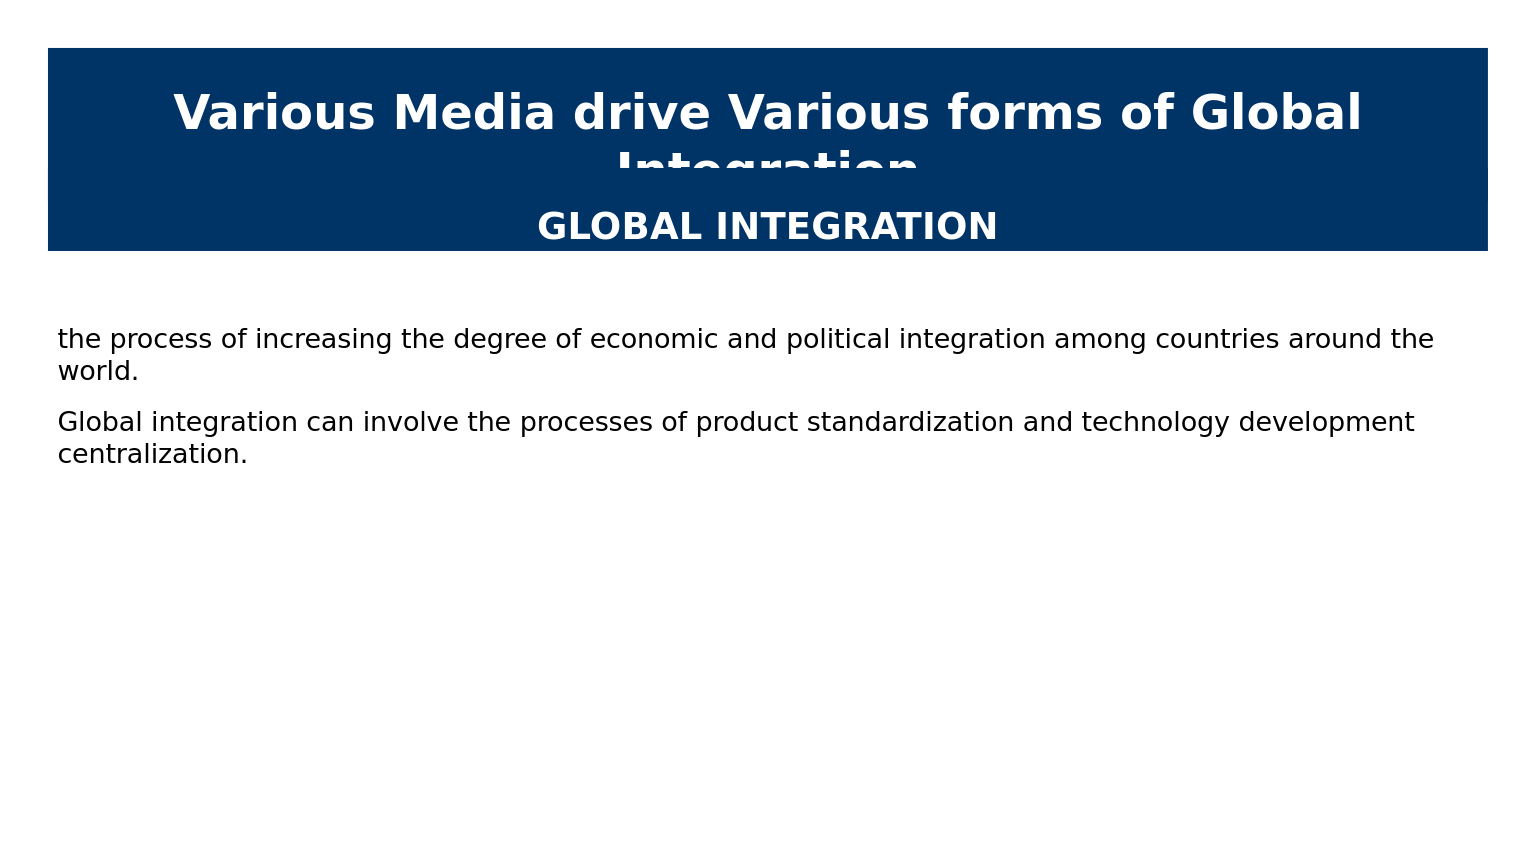 Various Media drive Various forms of Global
Integration
GLOBAL INTEGRATION
the process of increasing the degree of economic and political integration among countries around the
world.
Global integration can involve the processes of product standardization and technology development
centralization.